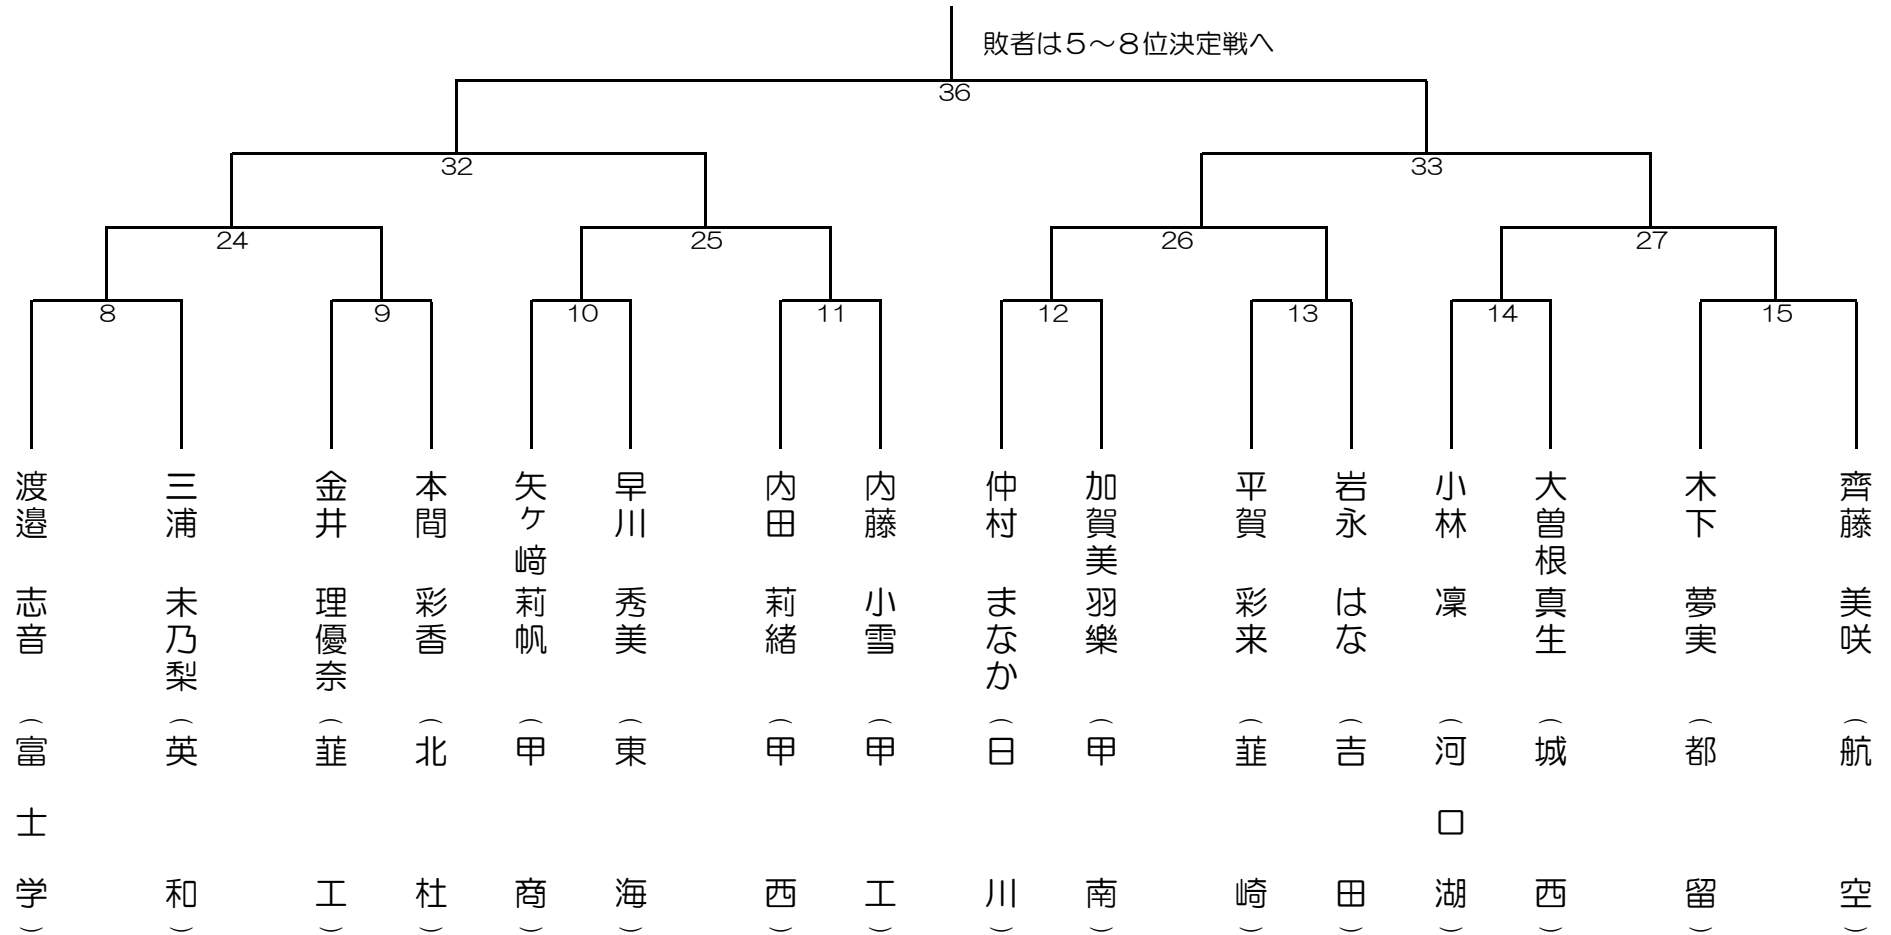 敗者は5～8位決定戦へ
36
32
33
24
25
26
27
8
9
10
11
12
13
14
15
渡邉 志音 （富士学）
三浦 未乃梨 （英和）
金井 理優奈 （韮工）
本間 彩香 （北杜）
矢ケ﨑 莉帆 （甲商）
早川 秀美 （東海）
内田 莉緒 （甲西）
内藤 小雪 （甲工）
仲村 まなか （日川）
加賀美 羽樂 （甲南）
平賀 彩来 （韮崎）
岩永 はな （吉田）
小林 凜 （河口湖）
大曽根 真生 （城西）
木下 夢実 （都留）
齊藤 美咲 （航空）